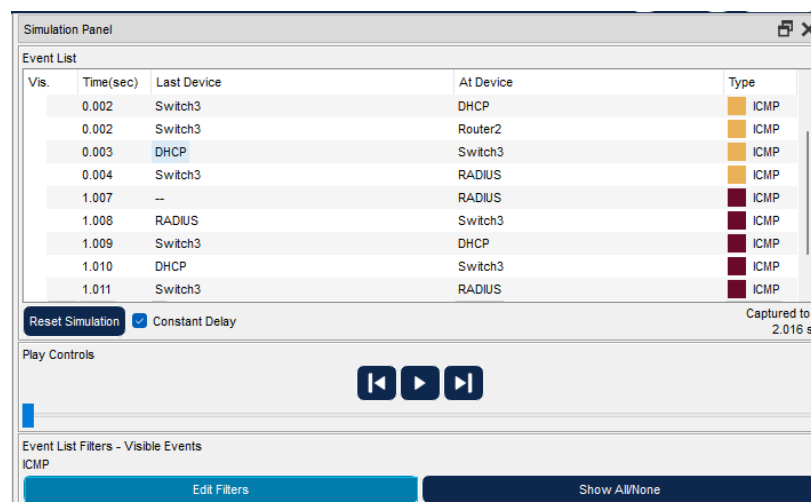 Simulation Panel
Event List
Vis. Time(sec) Last Device At Device Type
0.002 Switch3 DHCP ICMP
0.002 Switch3 Router2 ICMP
0.003 DHCP Switch3 ICMP
0.004 Switch3 RADIUS ICMP
1.007 -- RADIUS ICMP
1.008 RADIUS Switch3 ICMP
1.009 Switch3 DHCP ICMP
1.010 DHCP Switch3 ICMP
1.011 Switch3 RADIUS ICMP
Reset Simulation Constant Delay Captured to
2.016 s
Play Controls
Event List Filters - Visible Events
ICMP
Edit Filters Show All/None